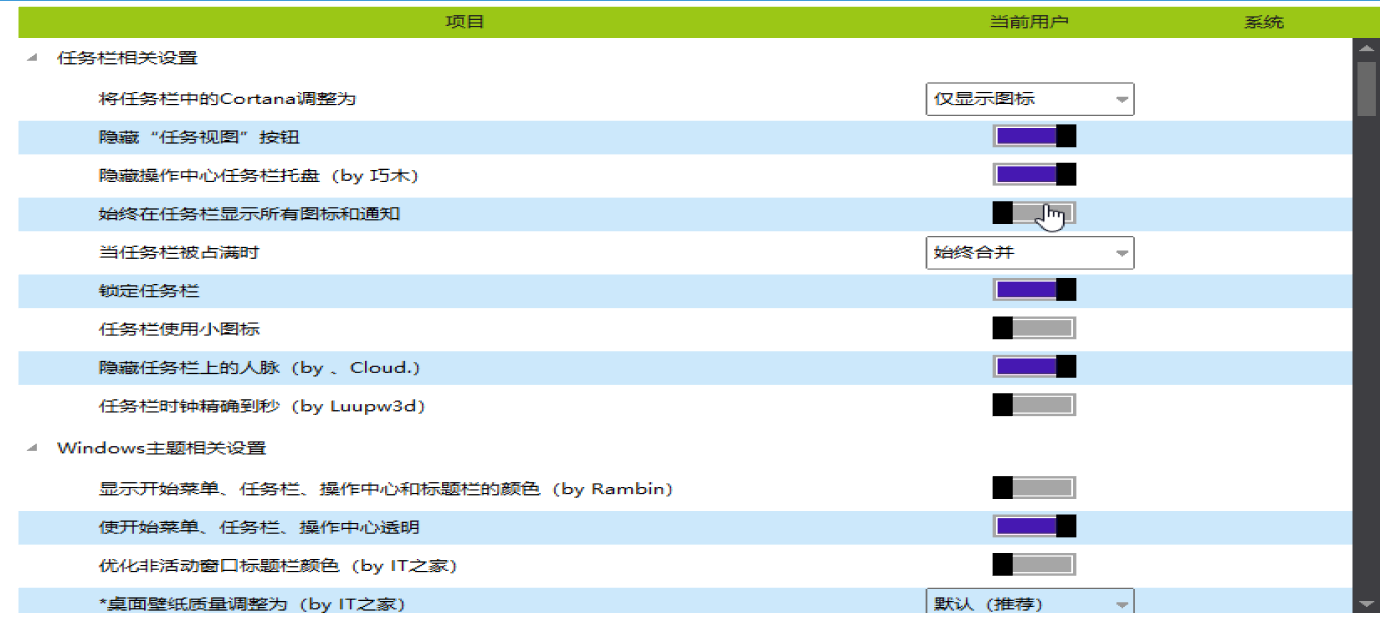 项目 当前用户 系统
任务栏相关设置
将任务栏中的Cortana调整为 仅显示图标
隐藏“任务视图”按钮
隐藏操作中心任务栏托盘（by 巧木）
始终在任务栏显示所有图标和通知
当任务栏被占满时 始终合并
锁定任务栏
任务栏使用小图标
隐藏任务栏上的人脉（by 、Cloud.）
任务栏时钟精确到秒（by Luupw3d）
Windows主题相关设置
显示开始菜单、任务栏、操作中心和标题栏的颜色（by Rambin）
使开始菜单、任务栏、操作中心透明
优化非活动窗口标题栏颜色（by IT之家）
*桌面壁纸质量调整为（by IT之家） 默认（推荐）